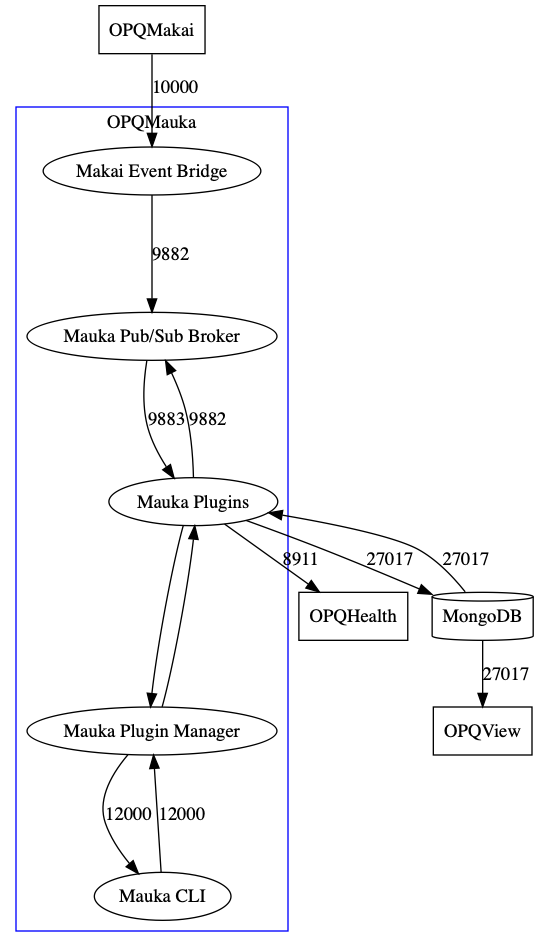 OPQMakai
10000
OPQMauka
Makai Event Bridge
9882
Mauka Pub/Sub Broker
9883
9882
Mauka Plugins
8911
27017
27017
OPQHealth
MongoDB
27017
Mauka Plugin Manager
OPQView
12000
12000
Mauka CLI